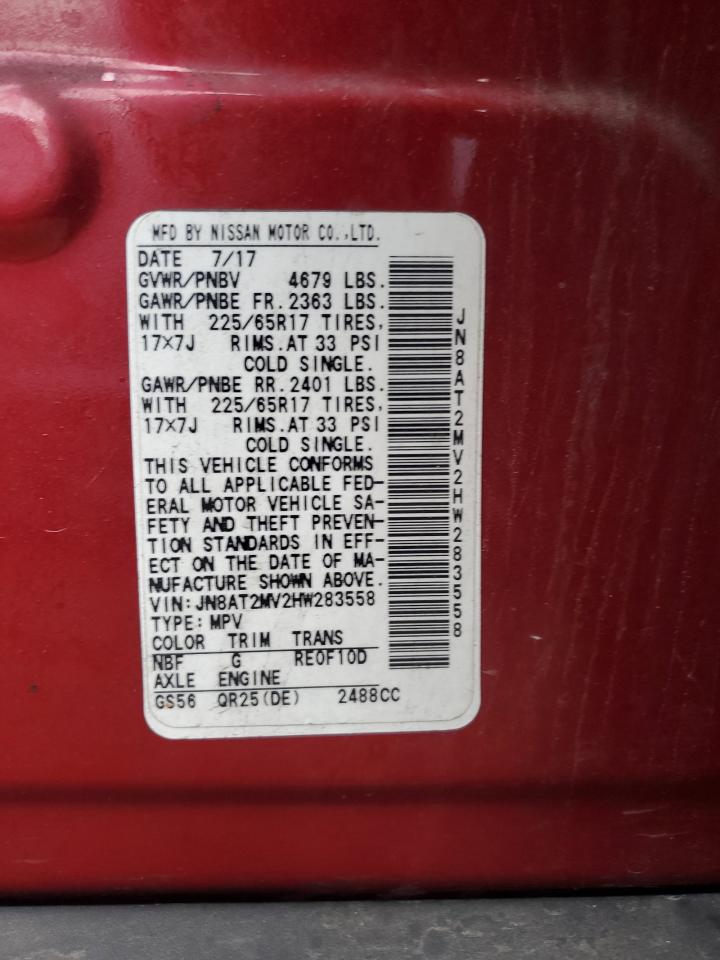 MFD BY NISSAN MOTOR CO.,LTD.
DATE 7/17
GVWR/PNBV 4679 LBS.
GAWR/PNBE FR. 2363 LBS.
WITH 225/65R17 TIRES,
17X7J RIMS.AT 33 PSI
COLD SINGLE.
GAWR/PNBE RR. 2401 LBS.
WITH 225/65R17 TIRES,
17X7J RIMS.AT 33 PSI
COLD SINGLE.
THIS VEHICLE CONFORMS
TO ALL APPLICABLE FED-
ERAL MOTOR VEHICLE SA-
FETY AND THEFT PREVEN-
TION STANDARDS IN EFF-
ECT ON THE DATE OF MA-
NUFACTURE SHOWN ABOVE.
VIN: JN8AT2MV2HW283558
TYPE: MPV
COLOR TRIM TRANS
NBF G RE0F10D
AXLE ENGINE
GS56 QR25(DE) 2488CC
JN8AT2MV2HW283558